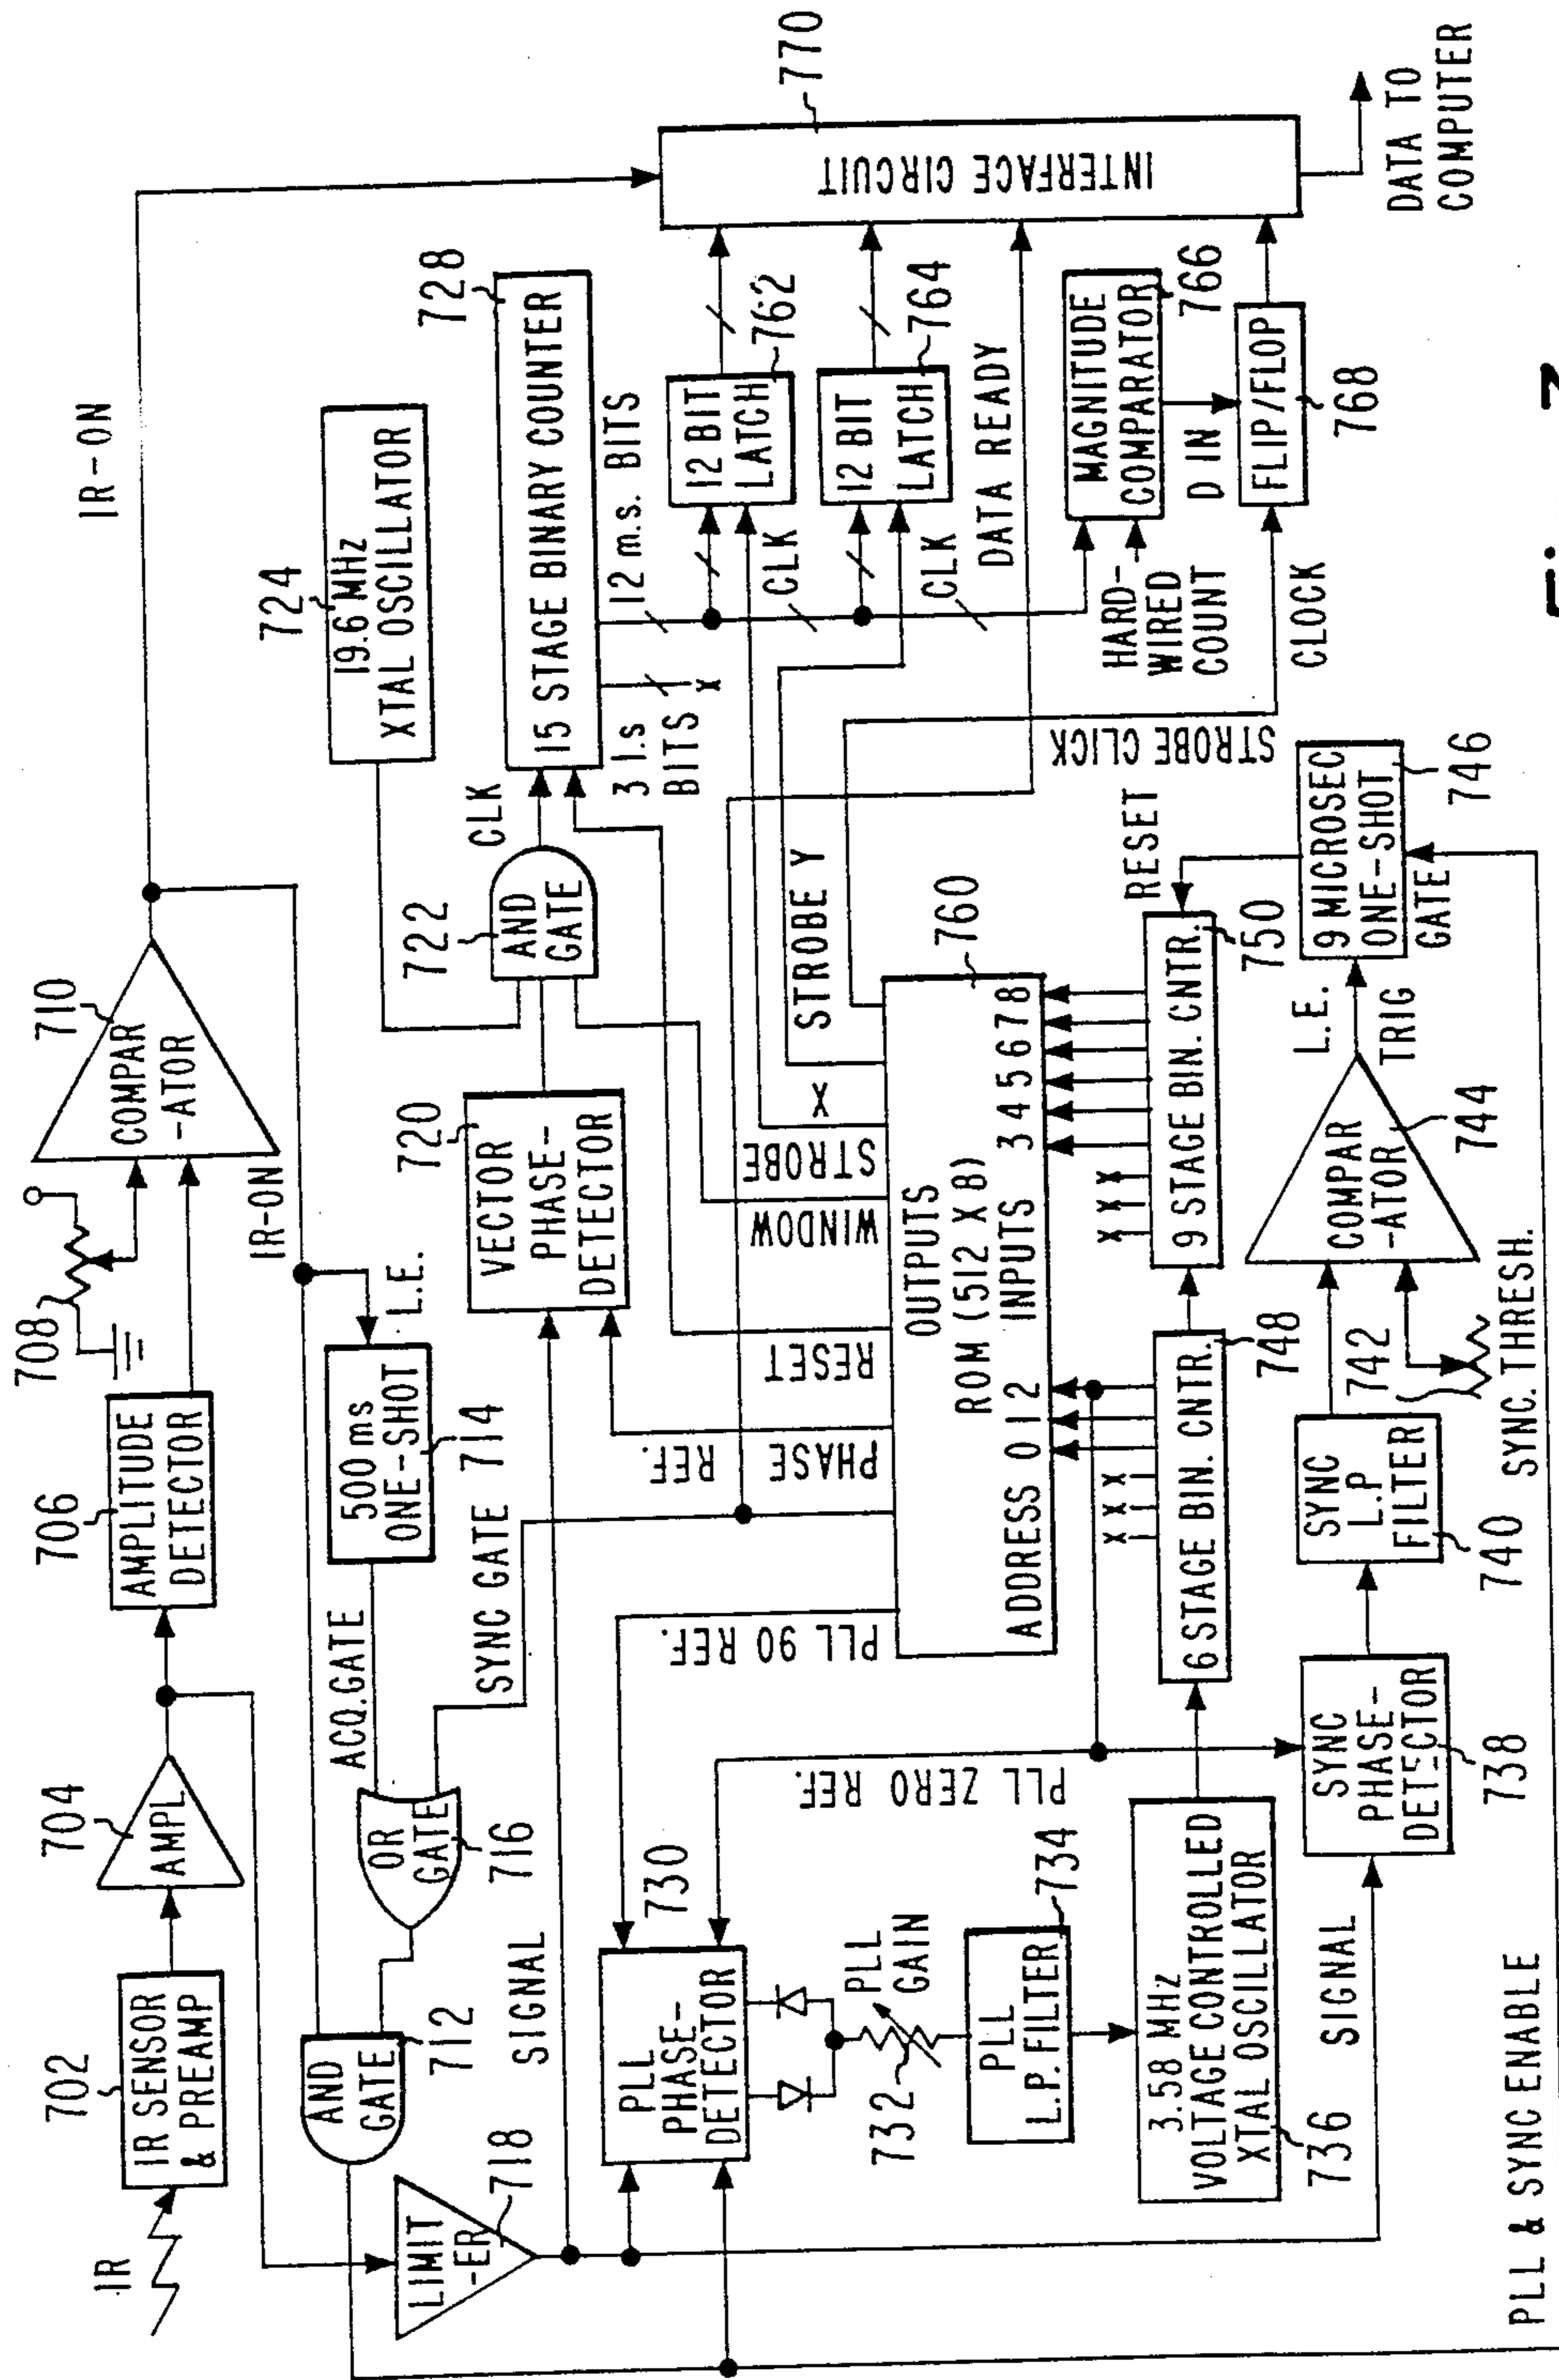 IR
702
IR SENSOR
& PREAMP
704
AMPL
706
AMPLITUDE
DETECTOR
708
710
COMPAR
-ATOR
IR-ON
IR-ON
AND
GATE
712
ACQ. GATE
OR
GATE
716
500 ms
ONE-SHOT
714
L.E.
SYNC GATE
LIMIT
-ER
718
SIGNAL
720
VECTOR
PHASE-
DETECTOR
722
AND
GATE
CLK
724
19.6 MHz
XTAL OSCILLATOR
728
15 STAGE BINARY COUNTER
3 l.s
BITS
X
12 m.s. BITS
12 BIT
LATCH
762
CLK
12 BIT
LATCH
764
CLK
DATA READY
770
INTERFACE CIRCUIT
DATA TO
COMPUTER
MAGNITUDE
COMPARATOR
766
HARD-
WIRED
COUNT
D IN
FLIP/FLOP
768
CLOCK
STROBE CLICK
STROBE Y
STROBE X
WINDOW
RESET
PHASE REF.
PLL 90 REF.
760
OUTPUTS
ROM (512 X 8)
INPUTS
ADDRESS 0 1 2 3 4 5 6 7 8
730
PLL
PHASE-
DETECTOR
PLL ZERO REF.
732
PLL
GAIN
734
PLL
L.P. FILTER
3.58 MHz
VOLTAGE CONTROLLED
XTAL OSCILLATOR
736
X X X
6 STAGE BIN. CNTR.
748
X X X
9 STAGE BIN. CNTR.
750
RESET
SIGNAL
SYNC
PHASE-
DETECTOR
738
SYNC
L.P
FILTER
740
742
SYNC. THRESH.
COMPAR
-ATOR
744
L.E.
TRIG
9 MICROSEC
ONE-SHOT
746
GATE
PLL & SYNC ENABLE